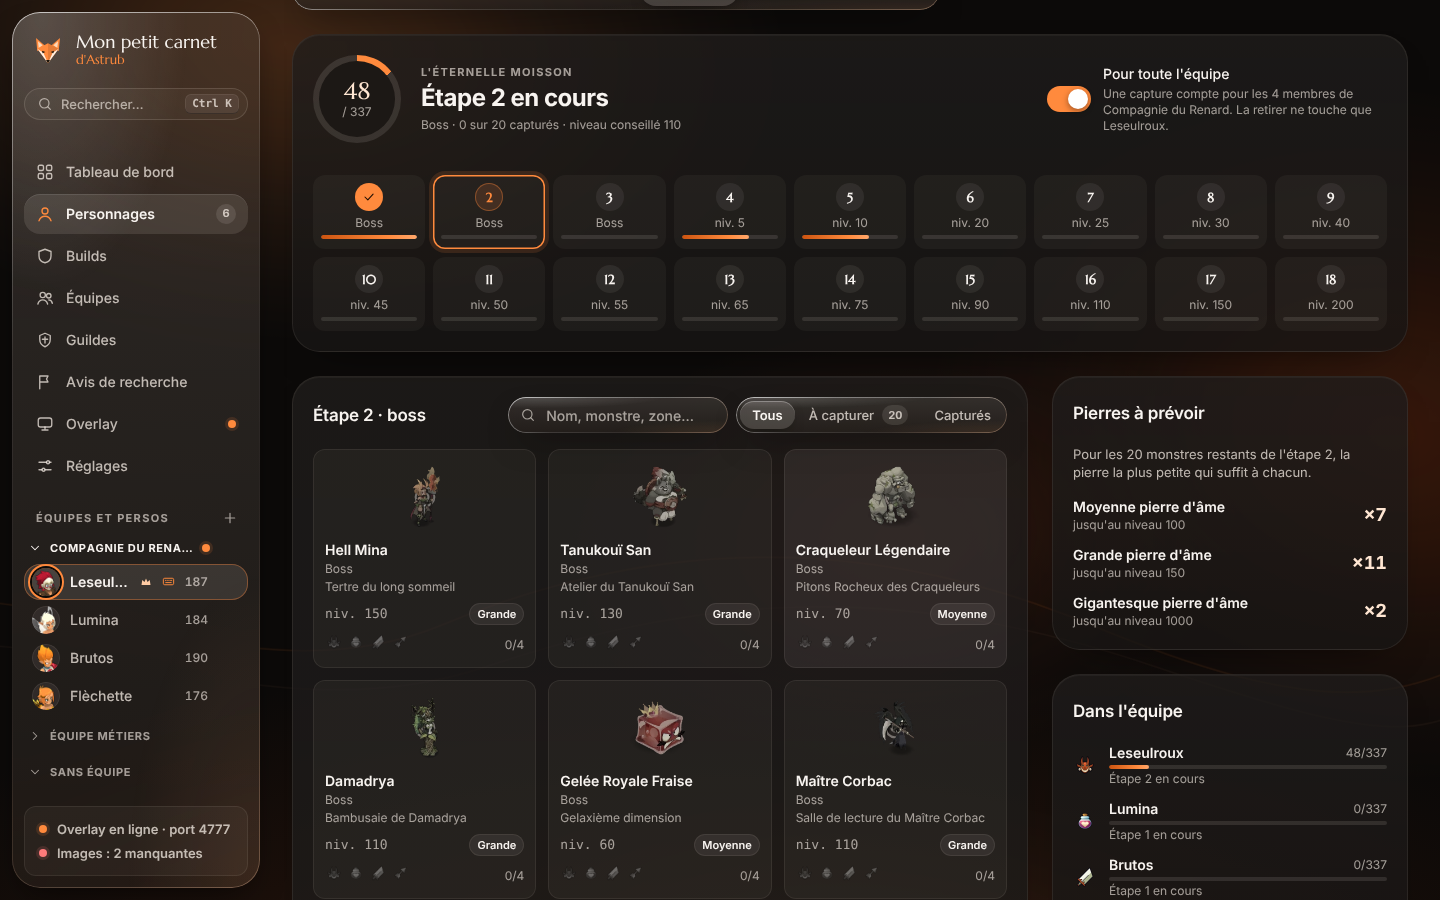 Mon petit carnet
d'Astrub
Rechercher...
Ctrl K
Tableau de bord
Personnages
6
Builds
Équipes
Guildes
Avis de recherche
Overlay
Réglages
ÉQUIPES ET PERSOS
COMPAGNIE DU RENA...
Leseul...
187
Lumina
184
Brutos
190
Flèchette
176
ÉQUIPE MÉTIERS
SANS ÉQUIPE
Overlay en ligne · port 4777
Images : 2 manquantes
48
/ 337
L'ÉTERNELLE MOISSON
Étape 2 en cours
Boss · 0 sur 20 capturés · niveau conseillé 110
Pour toute l'équipe
Une capture compte pour les 4 membres de
Compagnie du Renard. La retirer ne touche que
Leseulroux.
Boss
2
Boss
3
Boss
4
niv. 5
5
niv. 10
6
niv. 20
7
niv. 25
8
niv. 30
9
niv. 40
10
niv. 45
11
niv. 50
12
niv. 55
13
niv. 65
14
niv. 75
15
niv. 90
16
niv. 110
17
niv. 150
18
niv. 200
Étape 2 · boss
Nom, monstre, zone...
Tous
À capturer
20
Capturés
Hell Mina
Boss
Tertre du long sommeil
niv. 150
Grande
0/4
Tanukouï San
Boss
Atelier du Tanukouï San
niv. 130
Grande
0/4
Craqueleur Légendaire
Boss
Pitons Rocheux des Craqueleurs
niv. 70
Moyenne
0/4
Damadrya
Boss
Bambusaie de Damadrya
niv. 110
Grande
0/4
Gelée Royale Fraise
Boss
Gelaxième dimension
niv. 60
Moyenne
0/4
Maître Corbac
Boss
Salle de lecture du Maître Corbac
niv. 110
Grande
0/4
Pierres à prévoir
Pour les 20 monstres restants de l'étape 2, la
pierre la plus petite qui suffit à chacun.
Moyenne pierre d'âme
jusqu'au niveau 100
×7
Grande pierre d'âme
jusqu'au niveau 150
×11
Gigantesque pierre d'âme
jusqu'au niveau 1000
×2
Dans l'équipe
Leseulroux
48/337
Étape 2 en cours
Lumina
0/337
Étape 1 en cours
Brutos
0/337
Étape 1 en cours